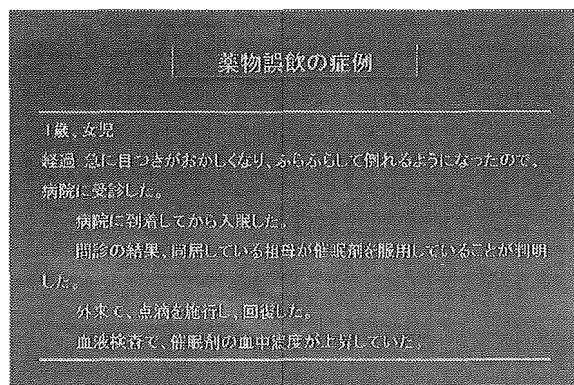 薬物誤飲の症例
1歳、女児
経過 急に目つきがおかしくなり、ふらふらして倒れるようになったので、
病院に受診した。
病院に到着してから入眠した。
問診の結果、同居している祖母が催眠剤を服用していることが判明
した。
外来で、点滴を施行し、回復した。
血液検査で、催眠剤の血中濃度が上昇していた。